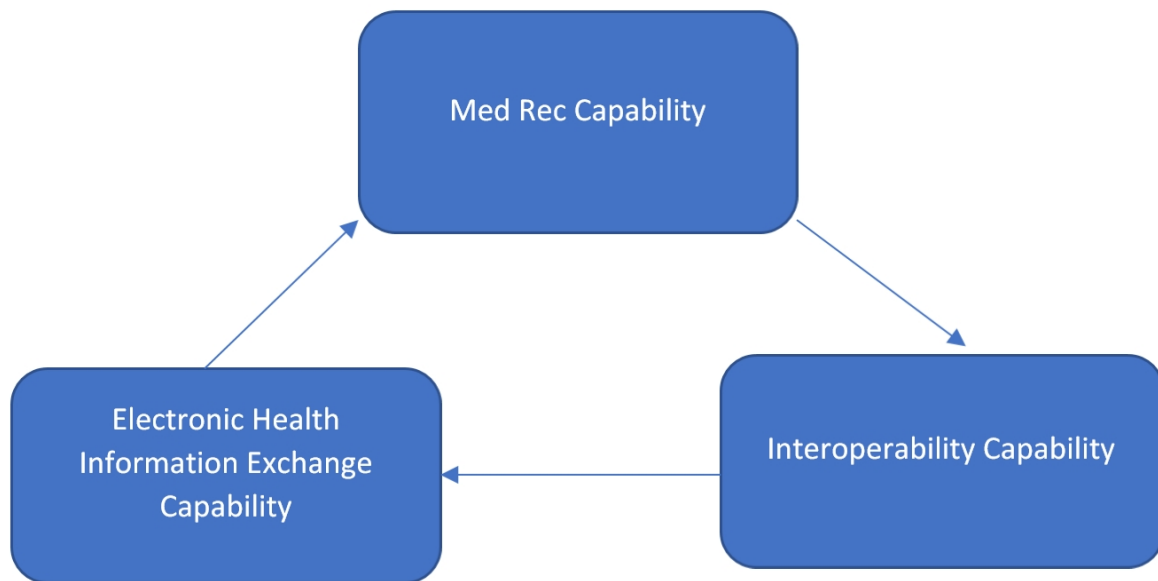 Med Rec Capability
Electronic Health
Information Exchange
Capability
Interoperability Capability